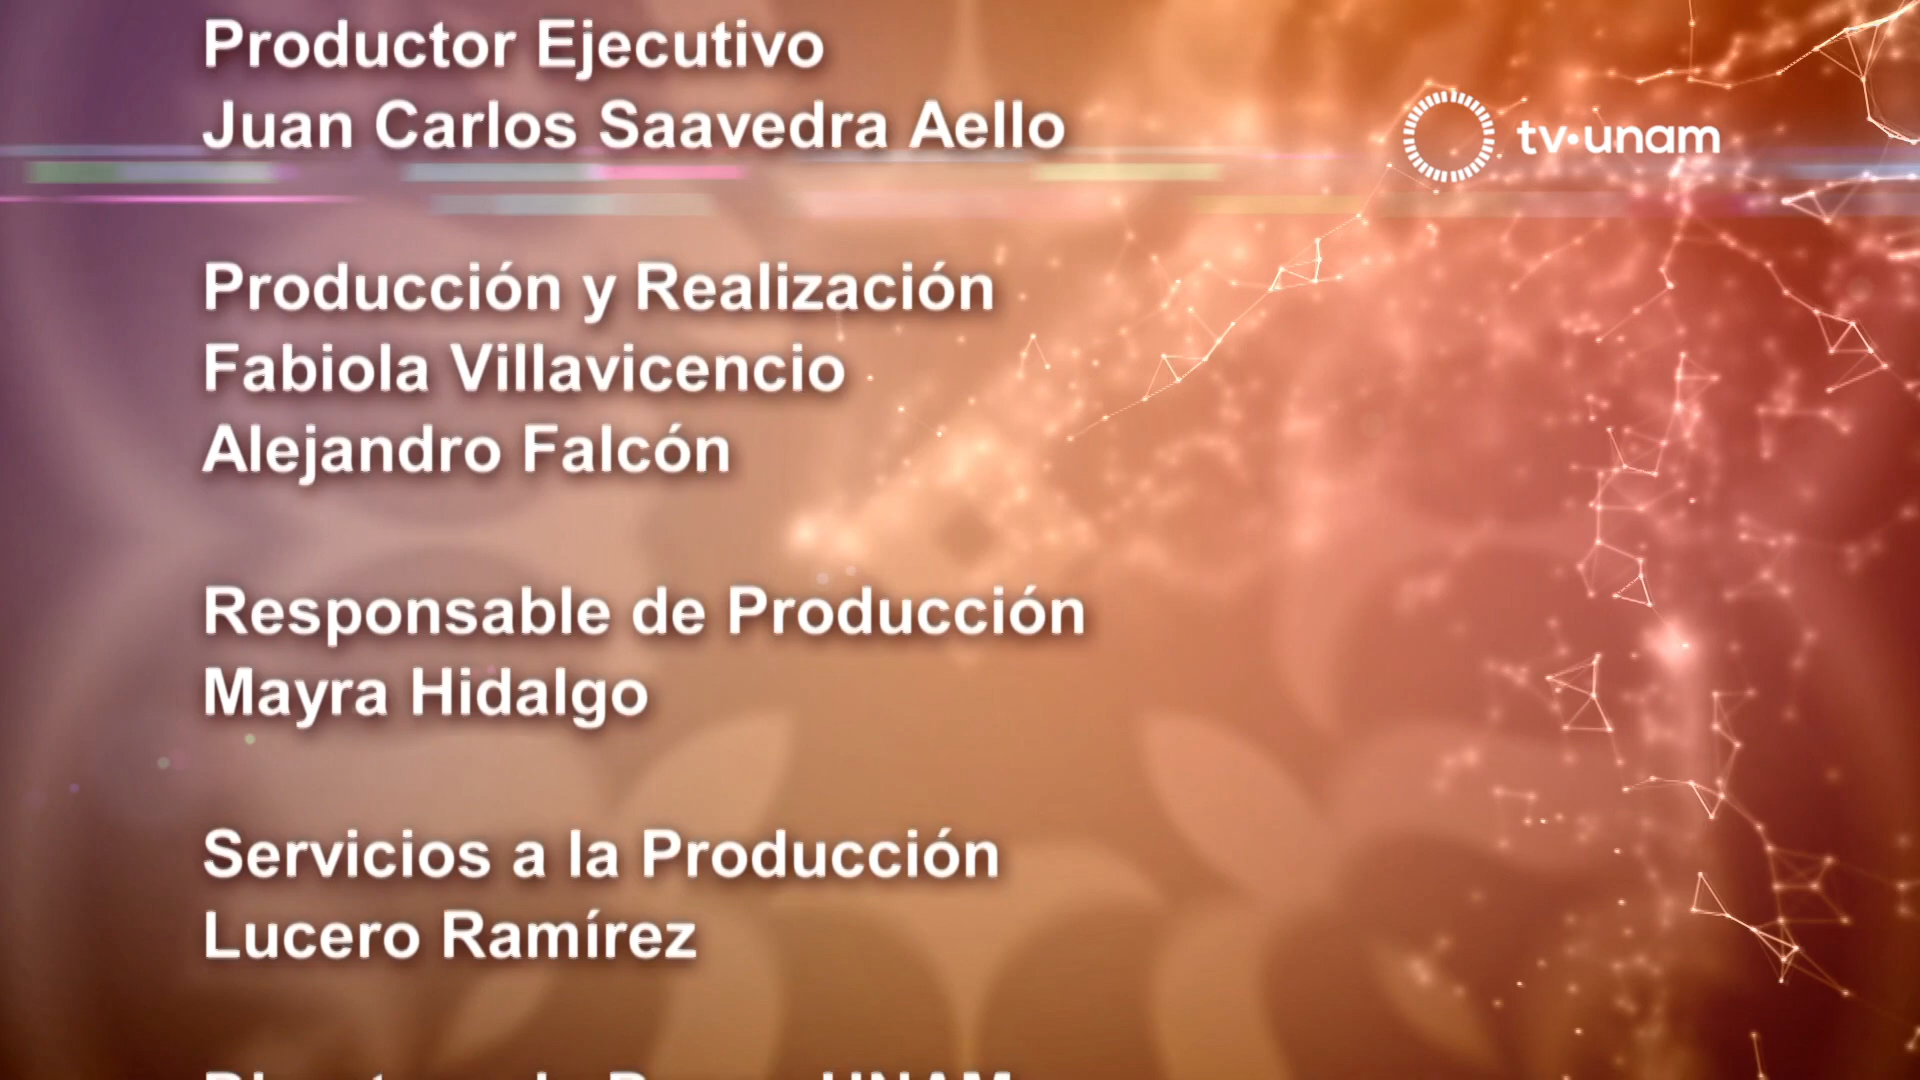 Productor Ejecutivo
Juan Carlos Saavedra Aello
tv·unam
Producción y Realización
Fabiola Villavicencio
Alejandro Falcón
Responsable de Producción
Mayra Hidalgo
Servicios a la Producción
Lucero Ramírez